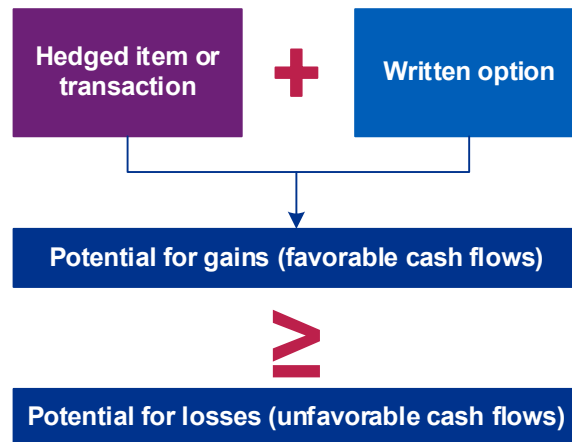 Hedged item or
transaction
+
Written option
Potential for gains (favorable cash flows)
≥
Potential for losses (unfavorable cash flows)